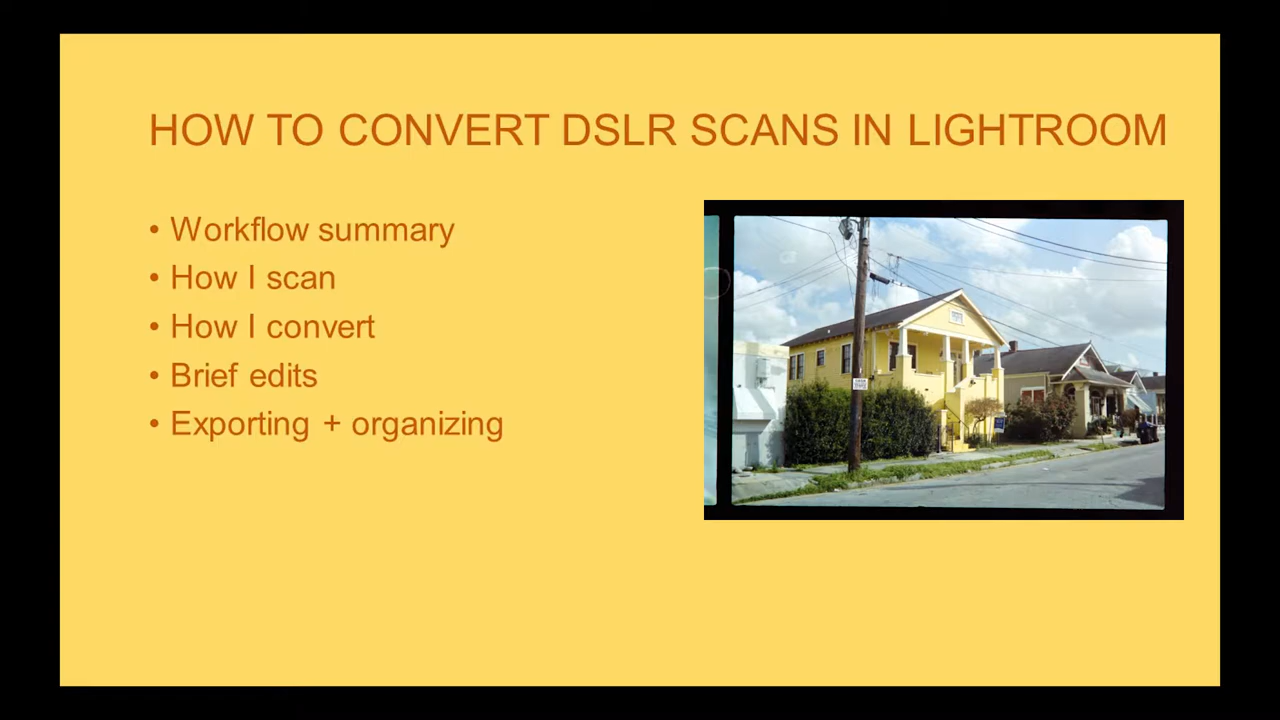 HOW TO CONVERT DSLR SCANS IN LIGHTROOM
• Workflow summary
• How I scan
• How I convert
• Brief edits
• Exporting + organizing